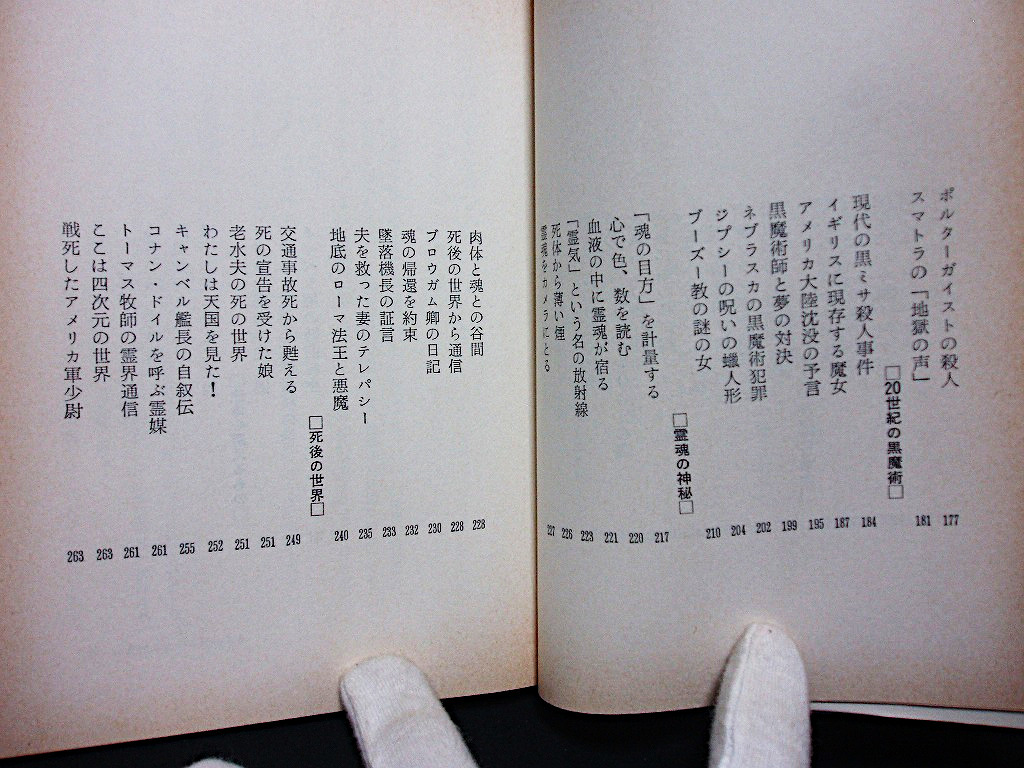 ポルターガイストの殺人 177
スマトラの「地獄の声」 181
□20世紀の黒魔術□
現代の黒ミサ殺人事件 184
イギリスに現存する魔女 187
アメリカ大陸沈没の予言 195
黒魔術師と夢の対決 199
ネブラスカの黒魔術犯罪 202
ジプシーの呪いの蠟人形 204
ブーズー教の謎の女 210
□霊魂の神秘□
「魂の目方」を計量する 217
心で色、数を読む 220
血液の中に霊魂が宿る 221
「霊気」という名の放射線 223
死体から薄い煙 226
霊魂をカメラにとる 227
肉体と魂との谷間 228
死後の世界から通信 228
ブロウガム卿の日記 230
魂の帰還を約束 232
墜落機長の証言 233
夫を救った妻のテレパシー 235
地底のローマ法王と悪魔 240
□死後の世界□
交通事故死から甦える 249
死の宣告を受けた娘 251
老水夫の死の世界 251
わたしは天国を見た！ 252
キャンベル艦長の自叙伝 255
コナン・ドイルを呼ぶ霊媒 261
トーマス牧師の霊界通信 261
ここは四次元の世界 263
戦死したアメリカ軍少尉 263